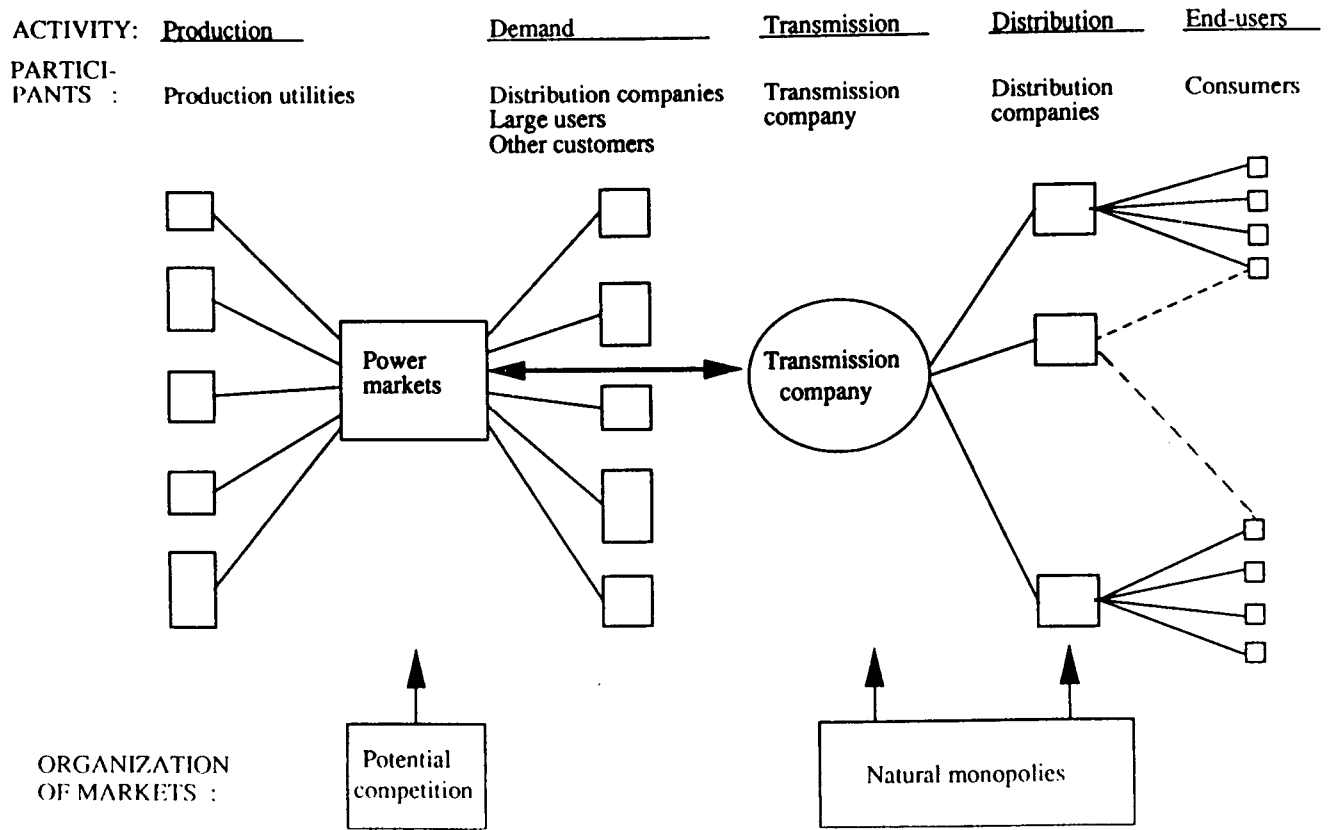 ACTIVITY: Production Demand Transmission Distribution End-users
PARTICI-
PANTS : Production utilities Distribution companies Transmission Distribution Consumers
Large users company companies
Other customers
Power
markets
Transmission
company
ORGANIZATION
OF MARKETS :
Potential
competition
Natural monopolies